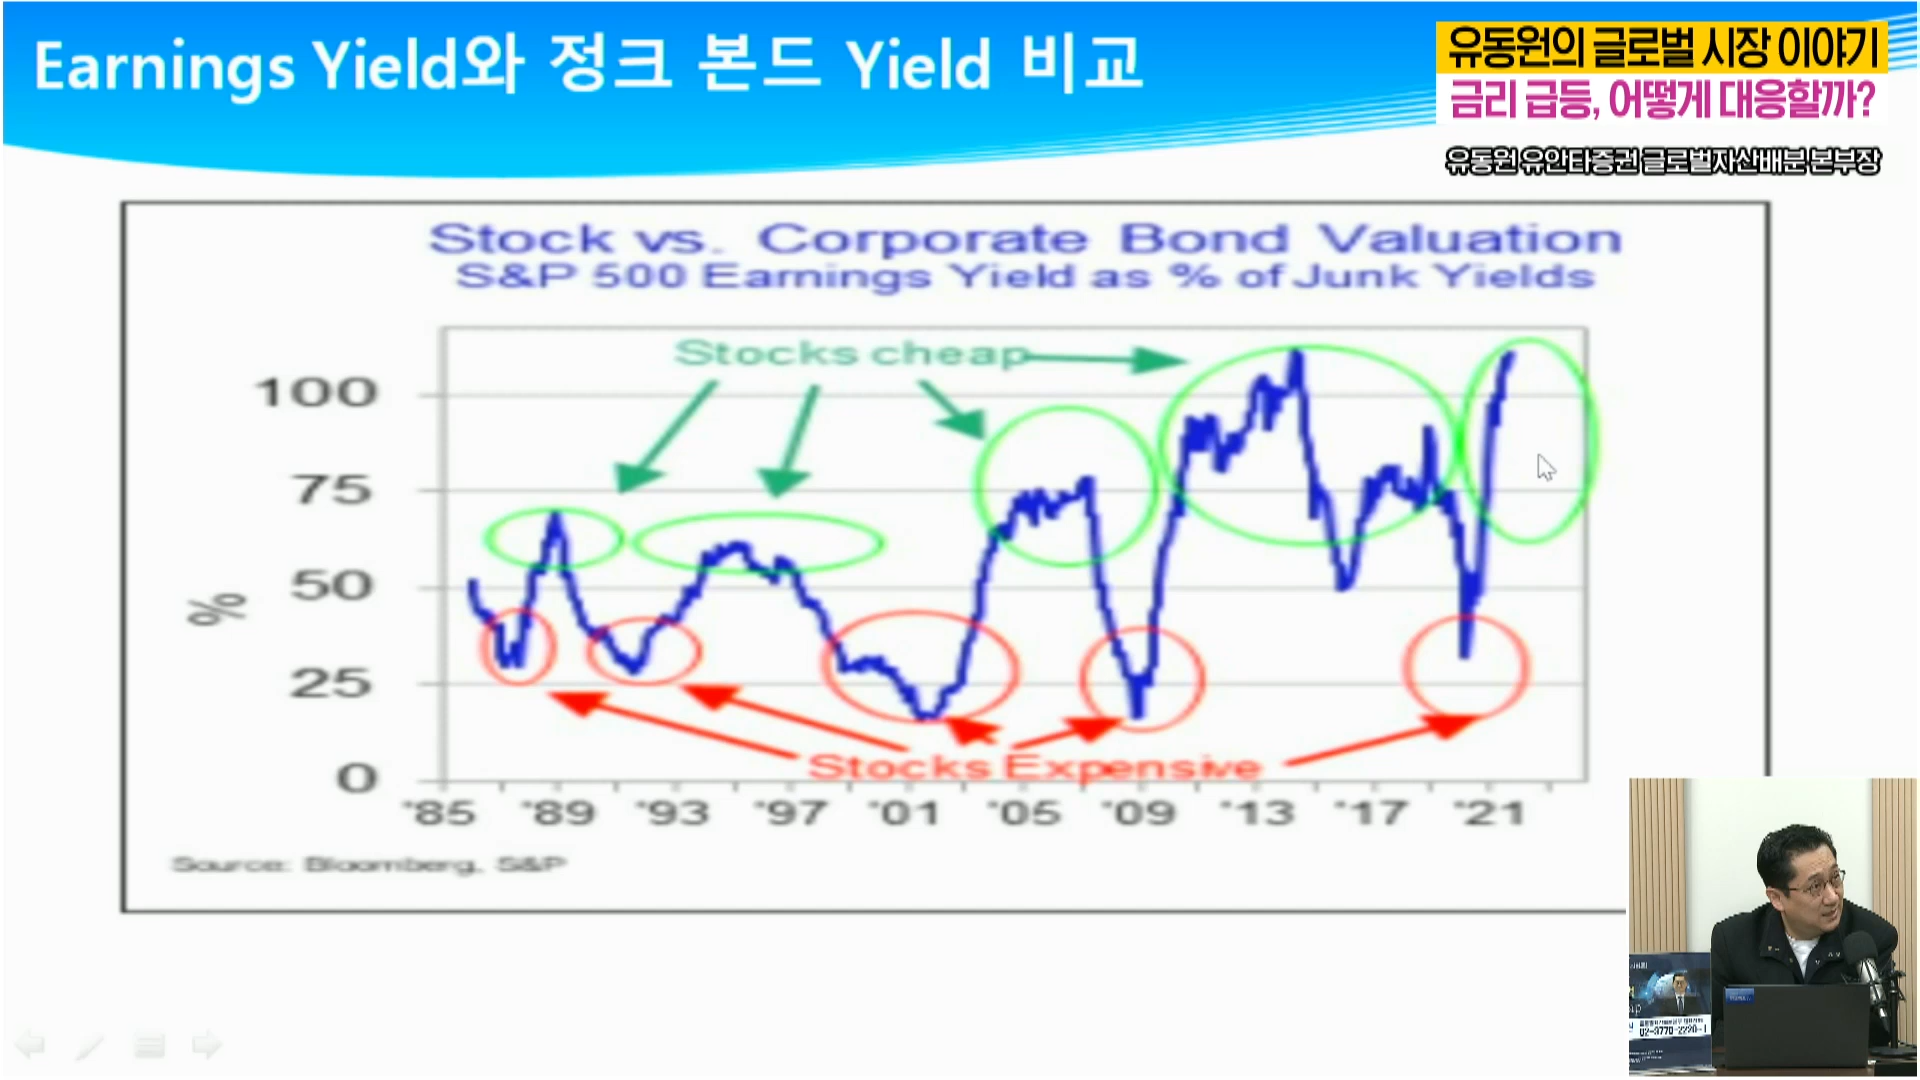 Earnings Yield와 정크 본드 Yield 비교
유동원의 글로벌 시장 이야기
금리 급등, 어떻게 대응할까?
유동원 유안타증권 글로벌자산배분 본부장
Stock vs. Corporate Bond Valuation
S&P 500 Earnings Yield as % of Junk Yields
Stocks cheap
100
75
50
25
0
%
Stocks Expensive
'85 '89 '93 '97 '01 '05 '09 '13 '17 '21
Source: Bloomberg, S&P